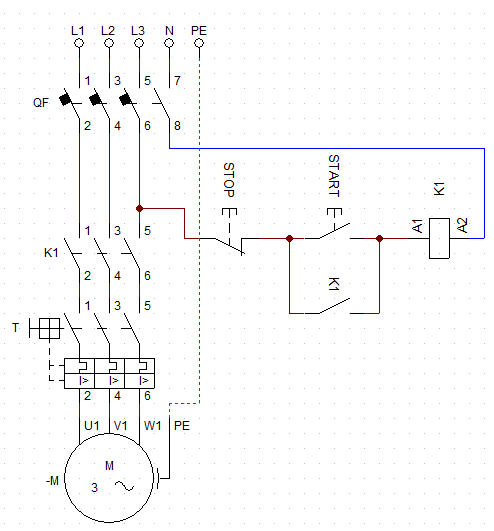 L1 L2 L3 N PE
1 3 5 7
QF
2 4 6 8
STOP
START
K1
1 3 5
A1
A2
K1
2 4 6
K1
1 3 5
T
I> I> I>
2 4 6
U1 V1 W1 PE
M
-M
3